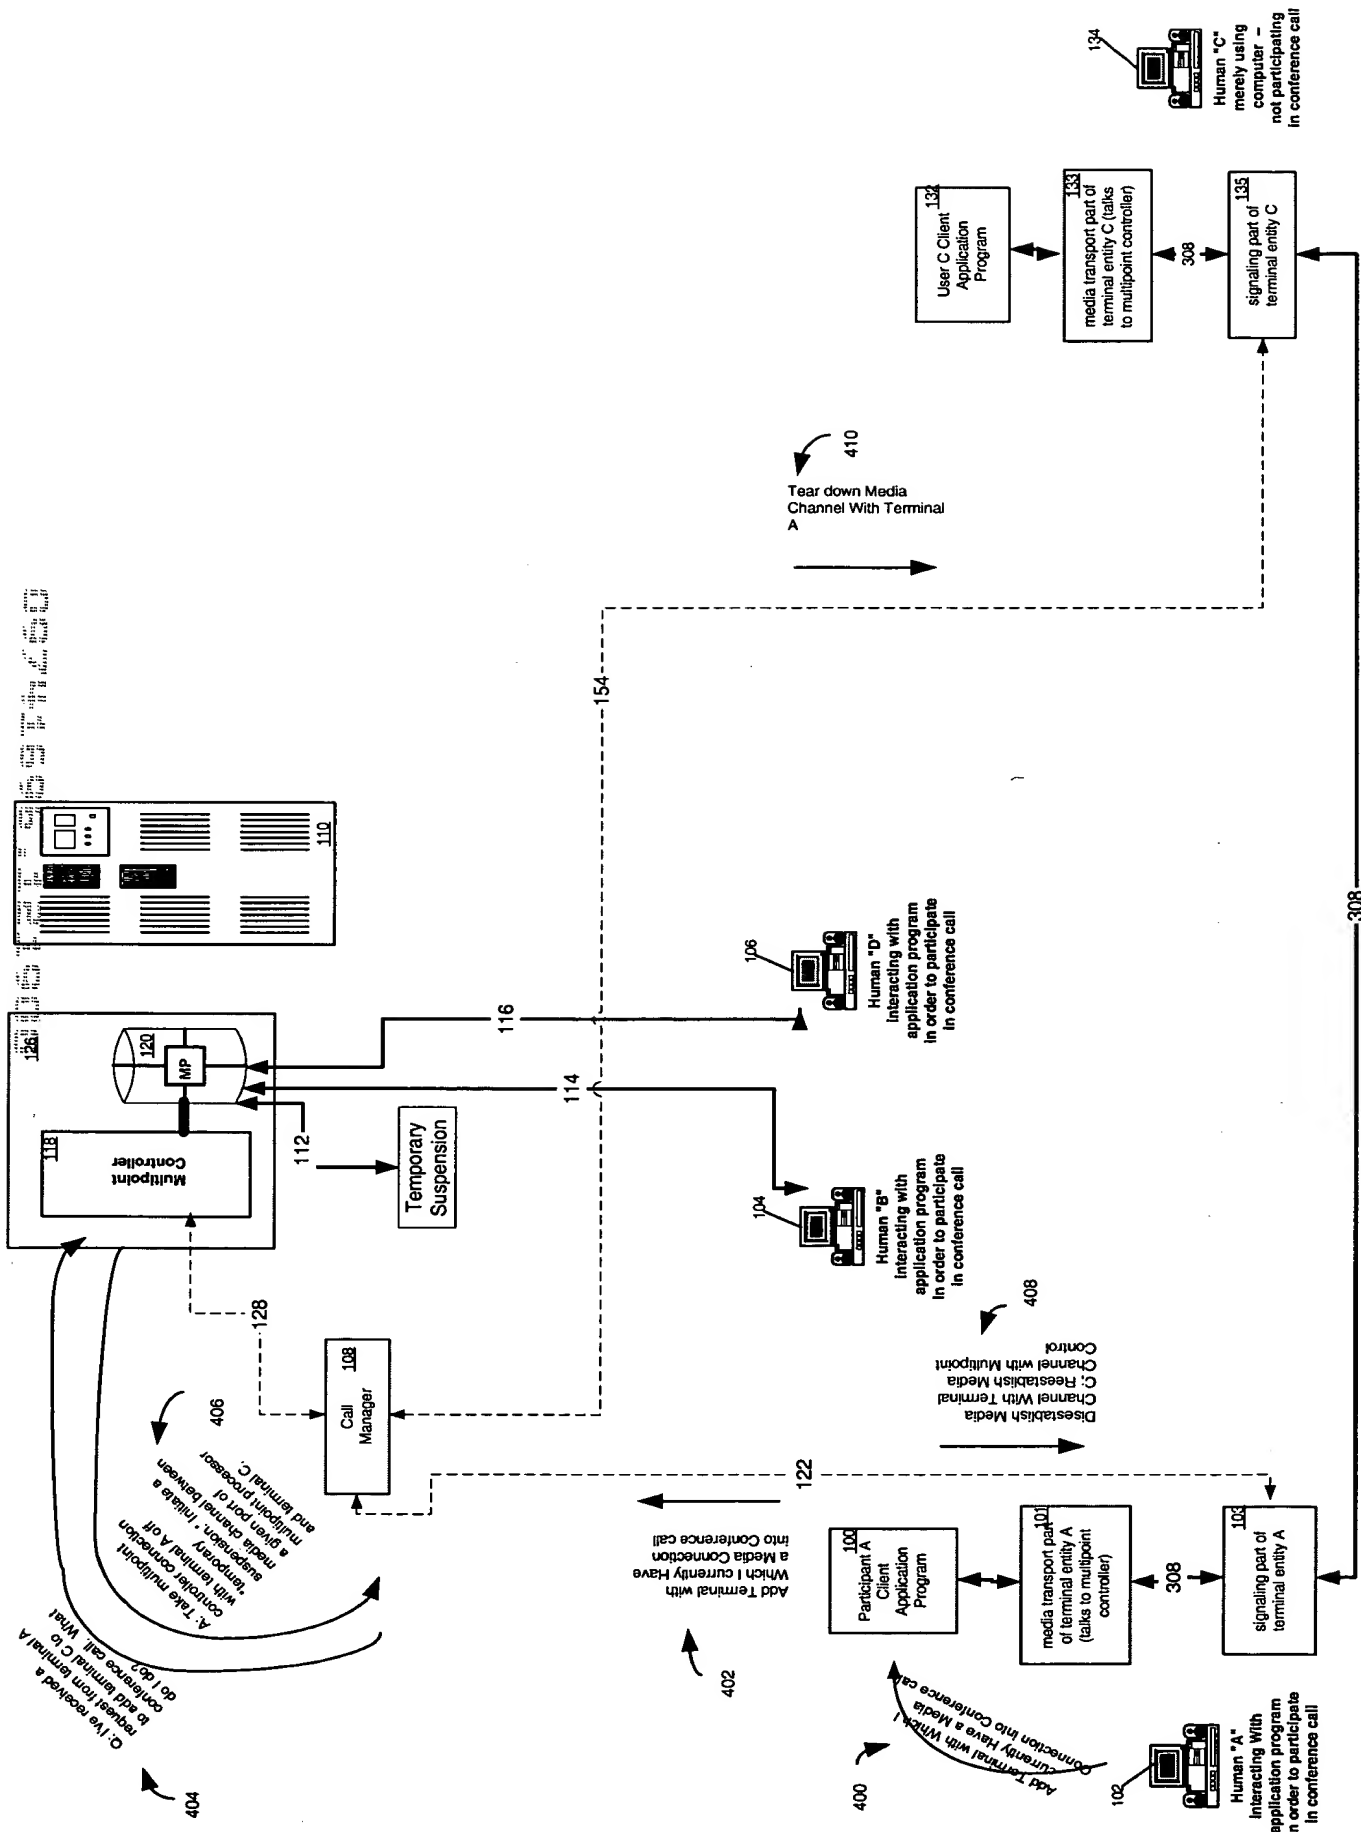 126
118
Multipoint
Controller
120
MP
110
112
Temporary
Suspension
116
114
128
108
Call
Manager
404
Q: I've received a
request from terminal A
to add terminal C to
conference call. What
do I do?
406
A: Take multipoint
controller connection
with terminal A off
"temporary
suspension." Initiate a
media channel between
a given port of
multipoint processor
and terminal C.
154
122
106
Human "D"
Interacting with
application program
in order to participate
in conference call
104
Human "B"
Interacting with
application program
in order to participate
in conference call
410
Tear down Media
Channel With Terminal
A
408
Disestablish Media
Channel With Terminal
C; Reestablish Media
Channel with Multipoint
Control
402
Add Terminal with
Which I currently Have
a Media Connection
into Conference call
400
Add Terminal with Which I
currently Have a Media
Connection into Conference call
100
Participant A
Client
Application
Program
101
media transport part
of terminal entity A
(talks to multipoint
controller)
308
103
signaling part of
terminal entity A
102
Human "A"
Interacting With
application program
n order to participate
in conference call
132
User C Client
Application
Program
133
media transport part of
terminal entity C (talks
to multipoint controller)
308
135
signaling part of
terminal entity C
134
Human "C"
merely using
computer –
not participating
in conference call
308